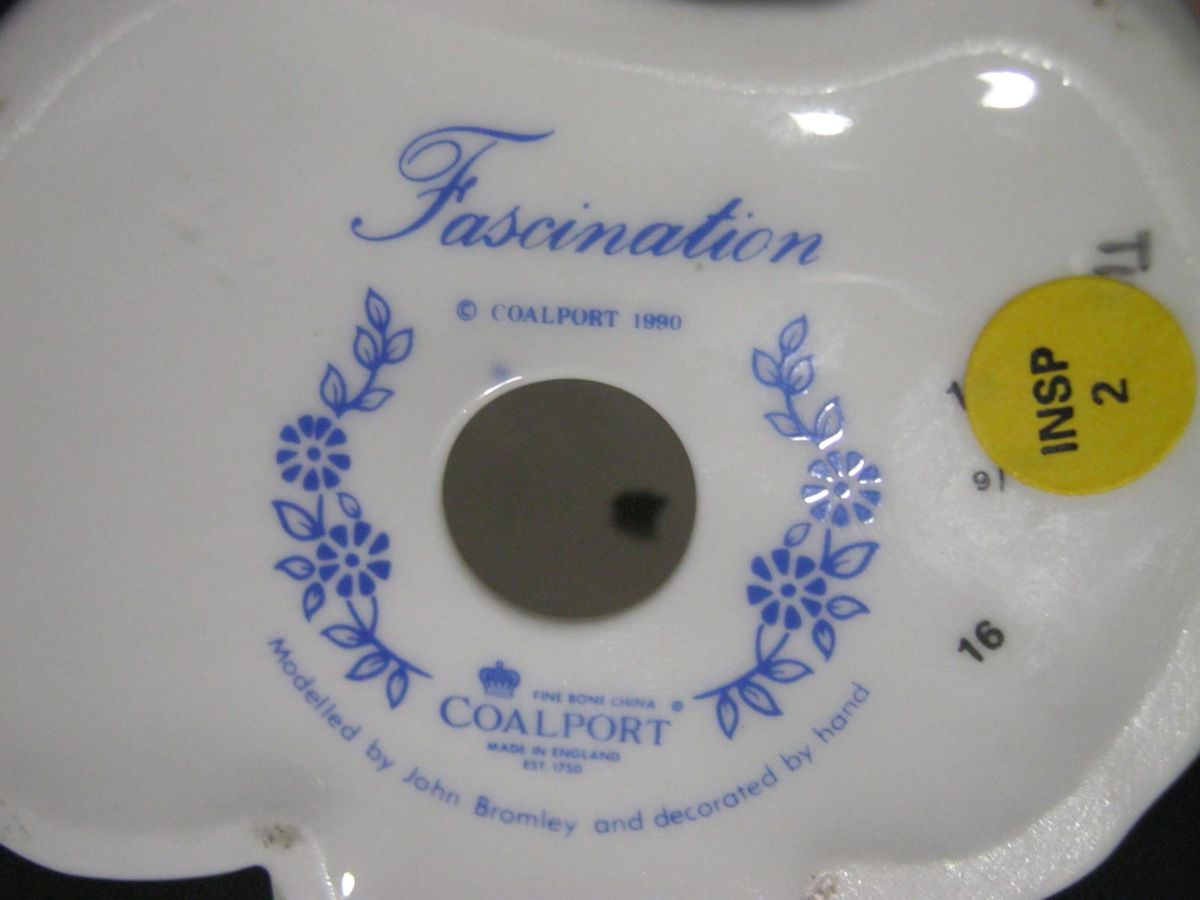 Fascination
© COALPORT 1990
INSP
2
16
FINE BONE CHINA ®
COALPORT
MADE IN ENGLAND
EST 1750
Modelled by John Bromley and decorated by hand